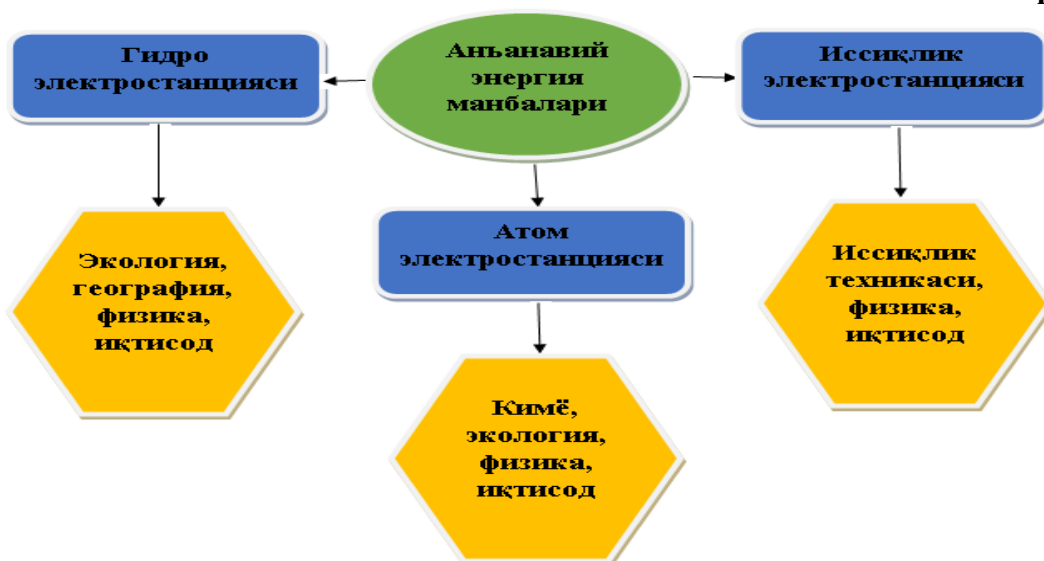 Гидро
электростанцияси
Анъанавий
энергия
манбалари
Иссиқлик
электростанцияси
Атом
электростанцияси
Экология,
география,
физика,
иқтисод
Кимё,
экология,
физика,
иқтисод
Иссиқлик
техникаси,
физика,
иқтисод